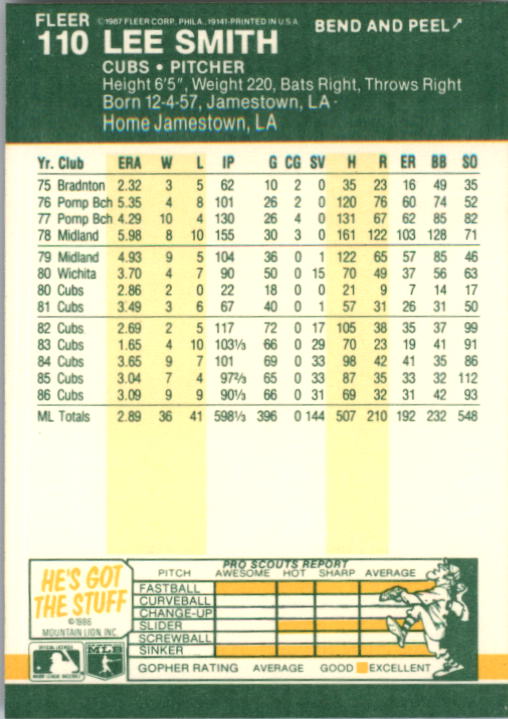 FLEER ©1987 FLEER CORP., PHILA., 19141-PRINTED IN U.S.A. BEND AND PEEL
110 LEE SMITH
CUBS • PITCHER
Height 6'5", Weight 220, Bats Right, Throws Right
Born 12-4-57, Jamestown, LA
Home Jamestown, LA
Yr. Club ERA W L IP G CG SV H R ER BB SO
75 Bradnton 2.32 3 5 62 10 2 0 35 23 16 49 35
76 Pomp Bch 5.35 4 8 101 26 2 0 120 76 60 74 52
77 Pomp Bch 4.29 10 4 130 26 4 0 131 67 62 85 82
78 Midland 5.98 8 10 155 30 3 0 161 122 103 128 71
79 Midland 4.93 9 5 104 36 0 1 122 65 57 85 46
80 Wichita 3.70 4 7 90 50 0 15 70 49 37 56 63
80 Cubs 2.86 2 0 22 18 0 0 21 9 7 14 17
81 Cubs 3.49 3 6 67 40 0 1 57 31 26 31 50
82 Cubs 2.69 2 5 117 72 0 17 105 38 35 37 99
83 Cubs 1.65 4 10 103⅓ 66 0 29 70 23 19 41 91
84 Cubs 3.65 9 7 101 69 0 33 98 42 41 35 86
85 Cubs 3.04 7 4 97⅔ 65 0 33 87 35 33 32 112
86 Cubs 3.09 9 9 90⅓ 66 0 31 69 32 31 42 93
ML Totals 2.89 36 41 598⅓ 396 0 144 507 210 192 232 548
HE'S GOT
THE STUFF
©1986
MOUNTAIN LION, INC.
OFFICIAL LICENSEE
MAJOR LEAGUE BASEBALL
MLB
PRO SCOUTS REPORT
PITCH AWESOME HOT SHARP AVERAGE
FASTBALL
CURVEBALL
CHANGE-UP
SLIDER
SCREWBALL
SINKER
GOPHER RATING AVERAGE GOOD EXCELLENT